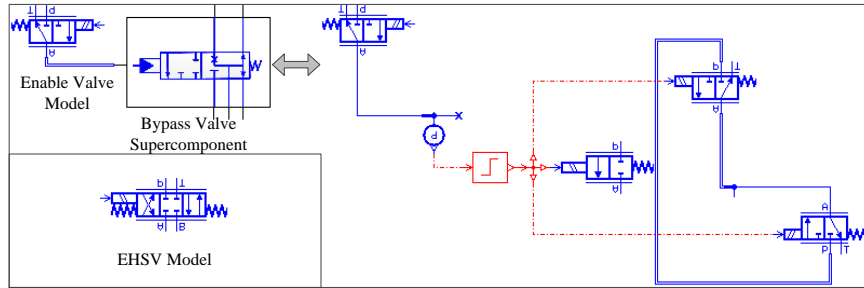 T P
A
Enable Valve
Model
Bypass Valve
Supercomponent
P T
A B
EHSV Model
T P
A
P
P
A
P T
A
A
P T